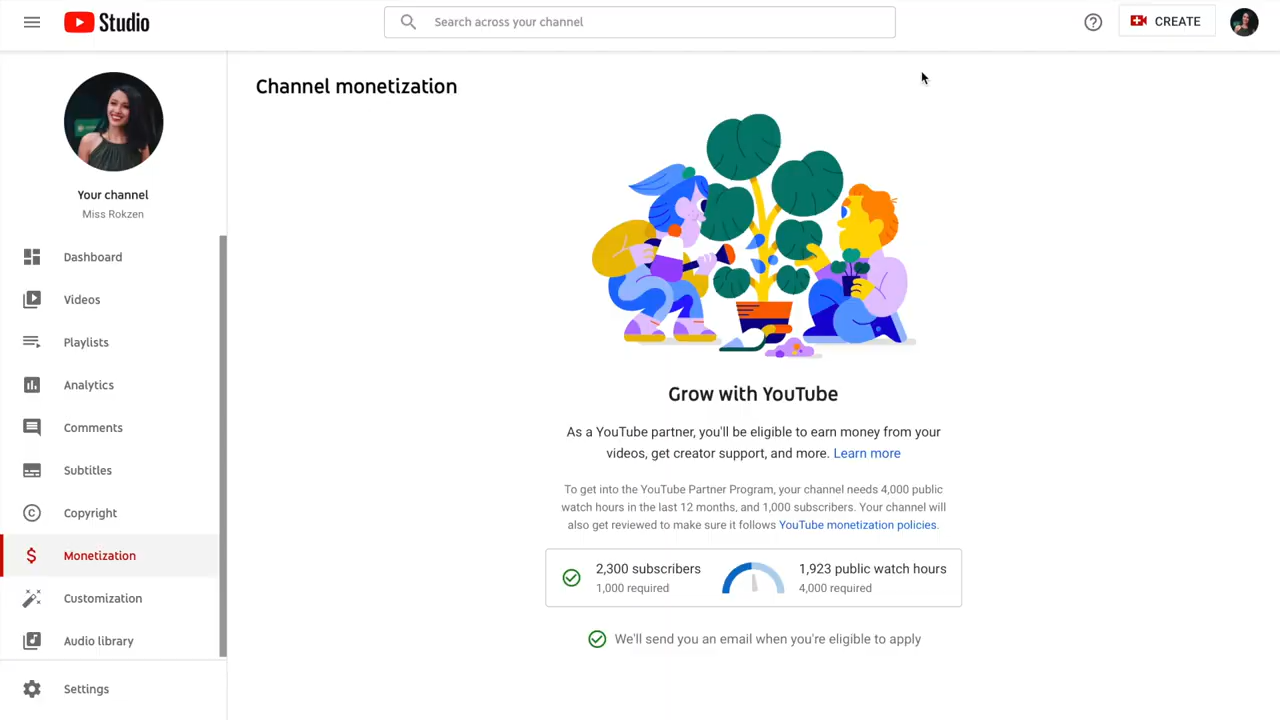 Studio
Search across your channel
CREATE
Your channel
Miss Rokzen
Dashboard
Videos
Playlists
Analytics
Comments
Subtitles
Copyright
Monetization
Customization
Audio library
Settings
Channel monetization
Grow with YouTube
As a YouTube partner, you'll be eligible to earn money from your
videos, get creator support, and more. Learn more
To get into the YouTube Partner Program, your channel needs 4,000 public
watch hours in the last 12 months, and 1,000 subscribers. Your channel will
also get reviewed to make sure it follows YouTube monetization policies.
2,300 subscribers
1,000 required
1,923 public watch hours
4,000 required
We'll send you an email when you're eligible to apply